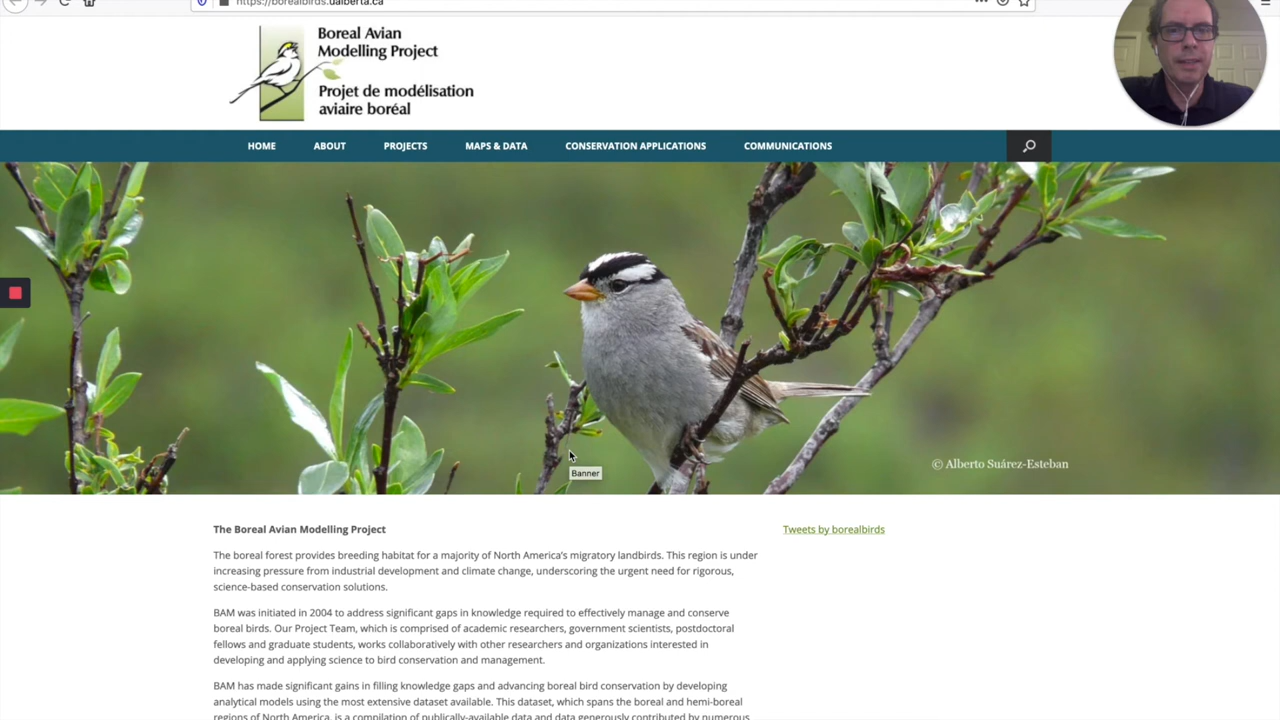 https://borealbirds.ualberta.ca
Boreal Avian
Modelling Project
Projet de modélisation
aviaire boréal
HOME ABOUT PROJECTS MAPS & DATA CONSERVATION APPLICATIONS COMMUNICATIONS
Banner
© Alberto Suárez-Esteban
The Boreal Avian Modelling Project
Tweets by borealbirds
The boreal forest provides breeding habitat for a majority of North America's migratory landbirds. This region is under
increasing pressure from industrial development and climate change, underscoring the urgent need for rigorous,
science-based conservation solutions.
BAM was initiated in 2004 to address significant gaps in knowledge required to effectively manage and conserve
boreal birds. Our Project Team, which is comprised of academic researchers, government scientists, postdoctoral
fellows and graduate students, works collaboratively with other researchers and organizations interested in
developing and applying science to bird conservation and management.
BAM has made significant gains in filling knowledge gaps and advancing boreal bird conservation by developing
analytical models using the most extensive dataset available. This dataset, which spans the boreal and hemi-boreal
regions of North America, is a compilation of publically-available data and data generously contributed by numerous